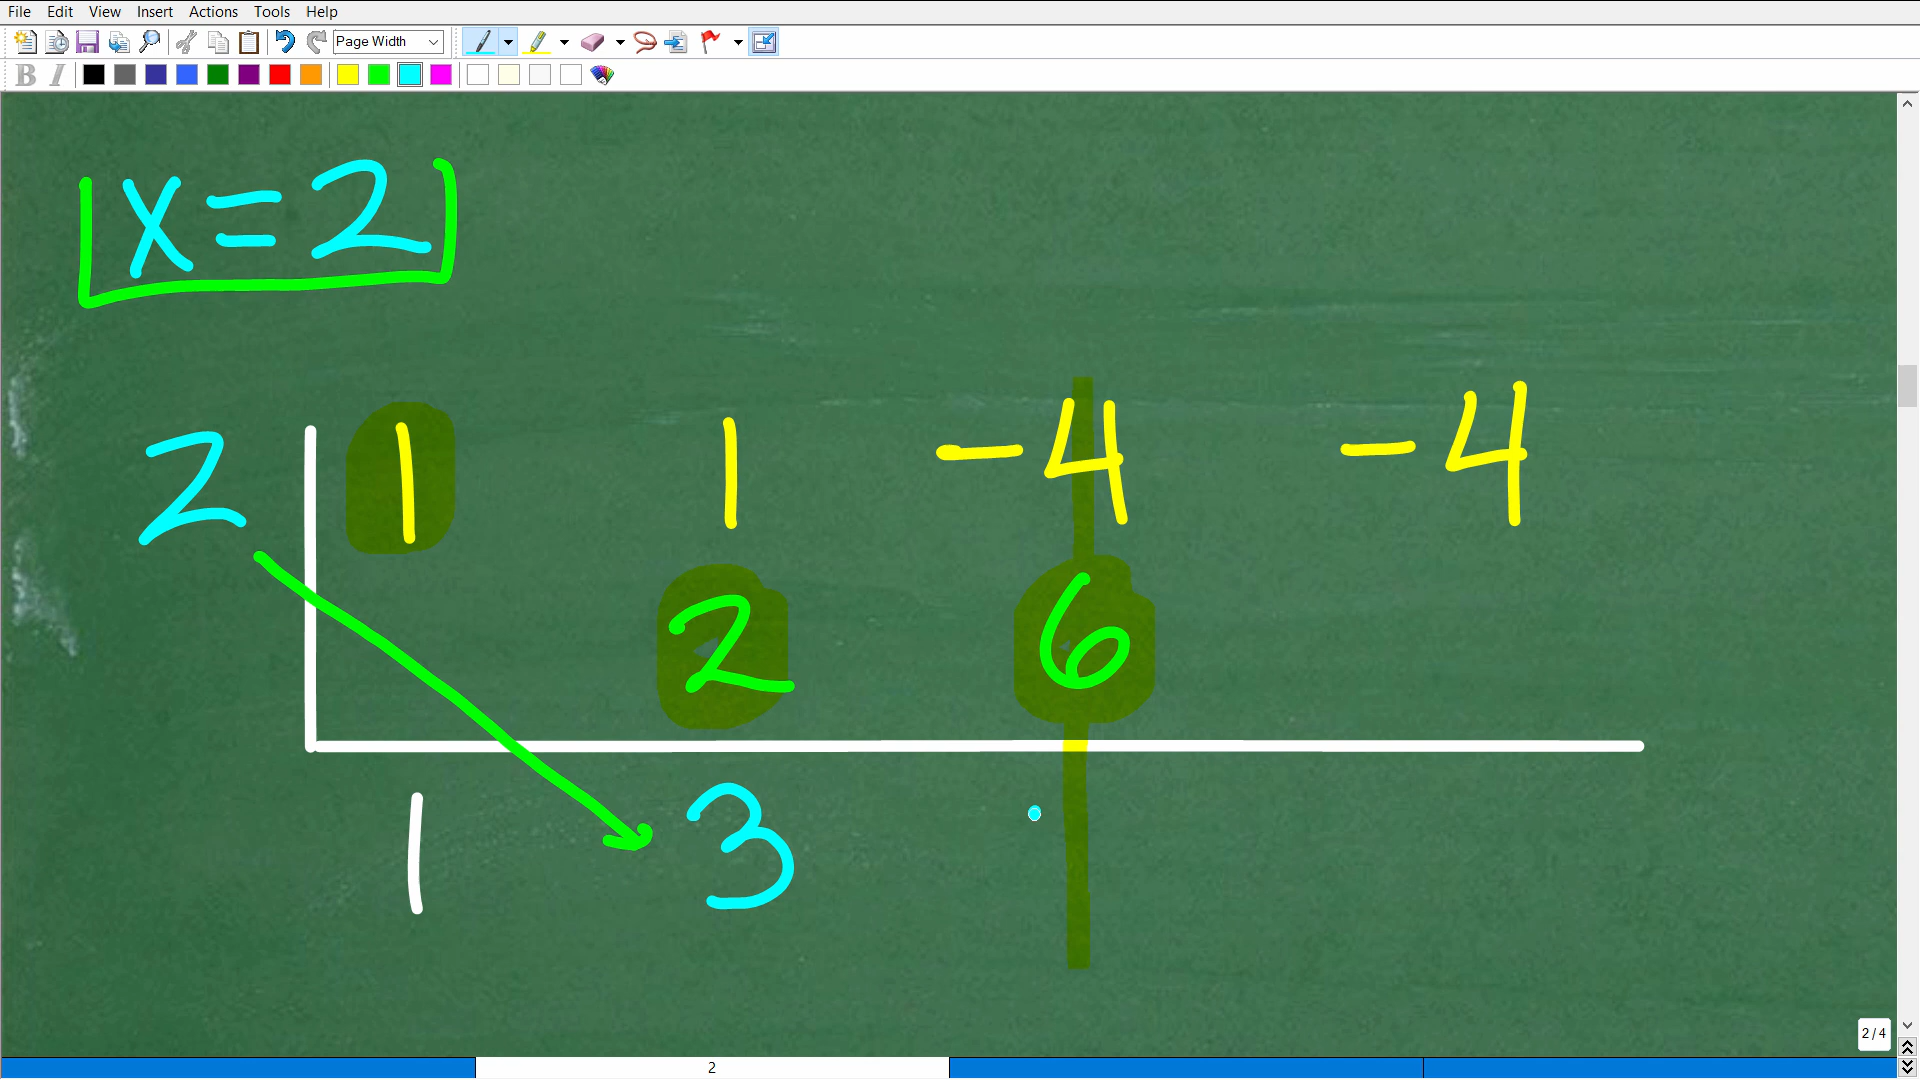 File Edit View Insert Actions Tools Help
Page Width
B I
x=2
2 1 1 -4 -4
2 6
1 3
2/4
2